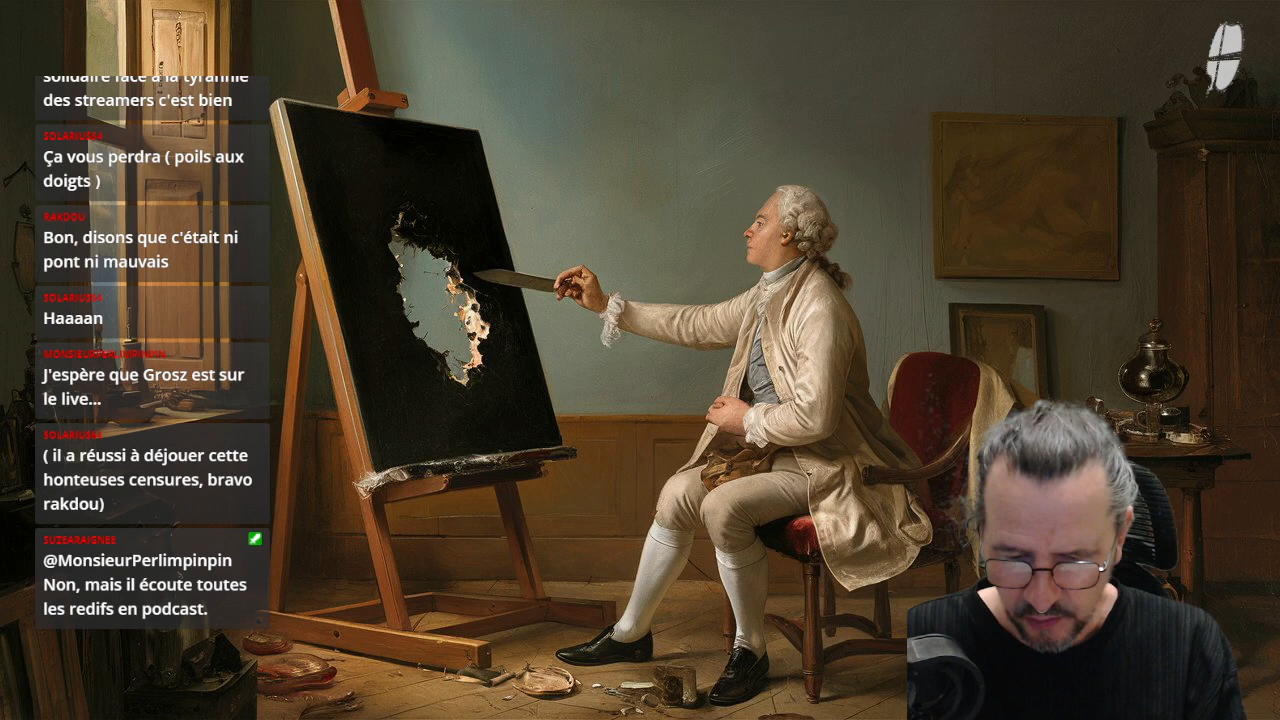 solidaire face à la tyrannie
des streamers c'est bien
SOLARIUS64
Ça vous perdra ( poils aux
doigts )
RAKDOU
Bon, disons que c'était ni
pont ni mauvais
SOLARIUS64
Haaaan
MONSIEURPERLIMPINPIN
J'espère que Grosz est sur
le live...
SOLARIUS64
( il a réussi à déjouer cette
honteuses censures, bravo
rakdou)
SUZEARAIGNEE
@MonsieurPerlimpinpin
Non, mais il écoute toutes
les redifs en podcast.